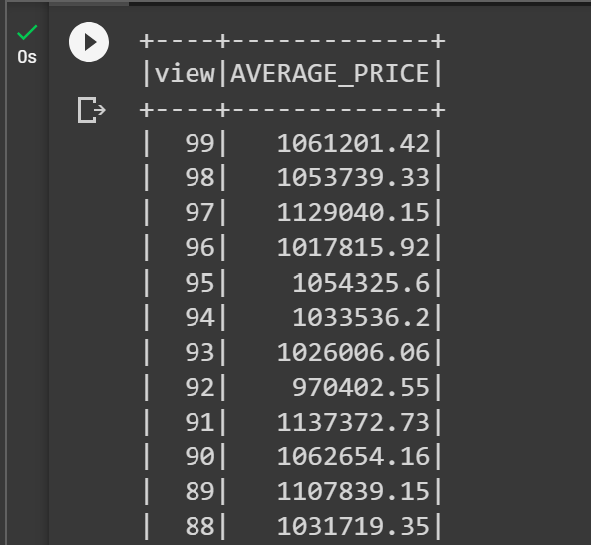 0s
+----+-------------+
|view|AVERAGE_PRICE|
+----+-------------+
|  99|   1061201.42|
|  98|   1053739.33|
|  97|   1129040.15|
|  96|   1017815.92|
|  95|    1054325.6|
|  94|    1033536.2|
|  93|   1026006.06|
|  92|    970402.55|
|  91|   1137372.73|
|  90|   1062654.16|
|  89|   1107839.15|
|  88|   1031719.35|